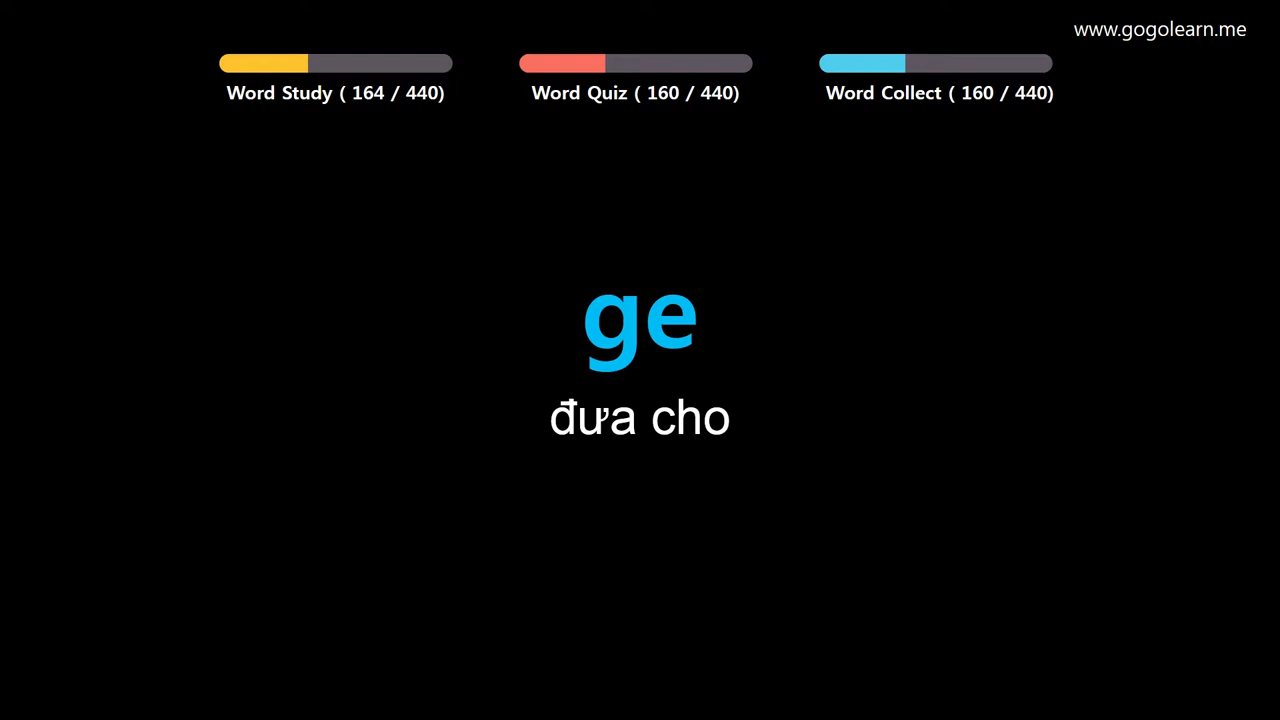 www.gogolearn.me
Word Study ( 164 / 440)
Word Quiz ( 160 / 440)
Word Collect ( 160 / 440)
ge
đưa cho